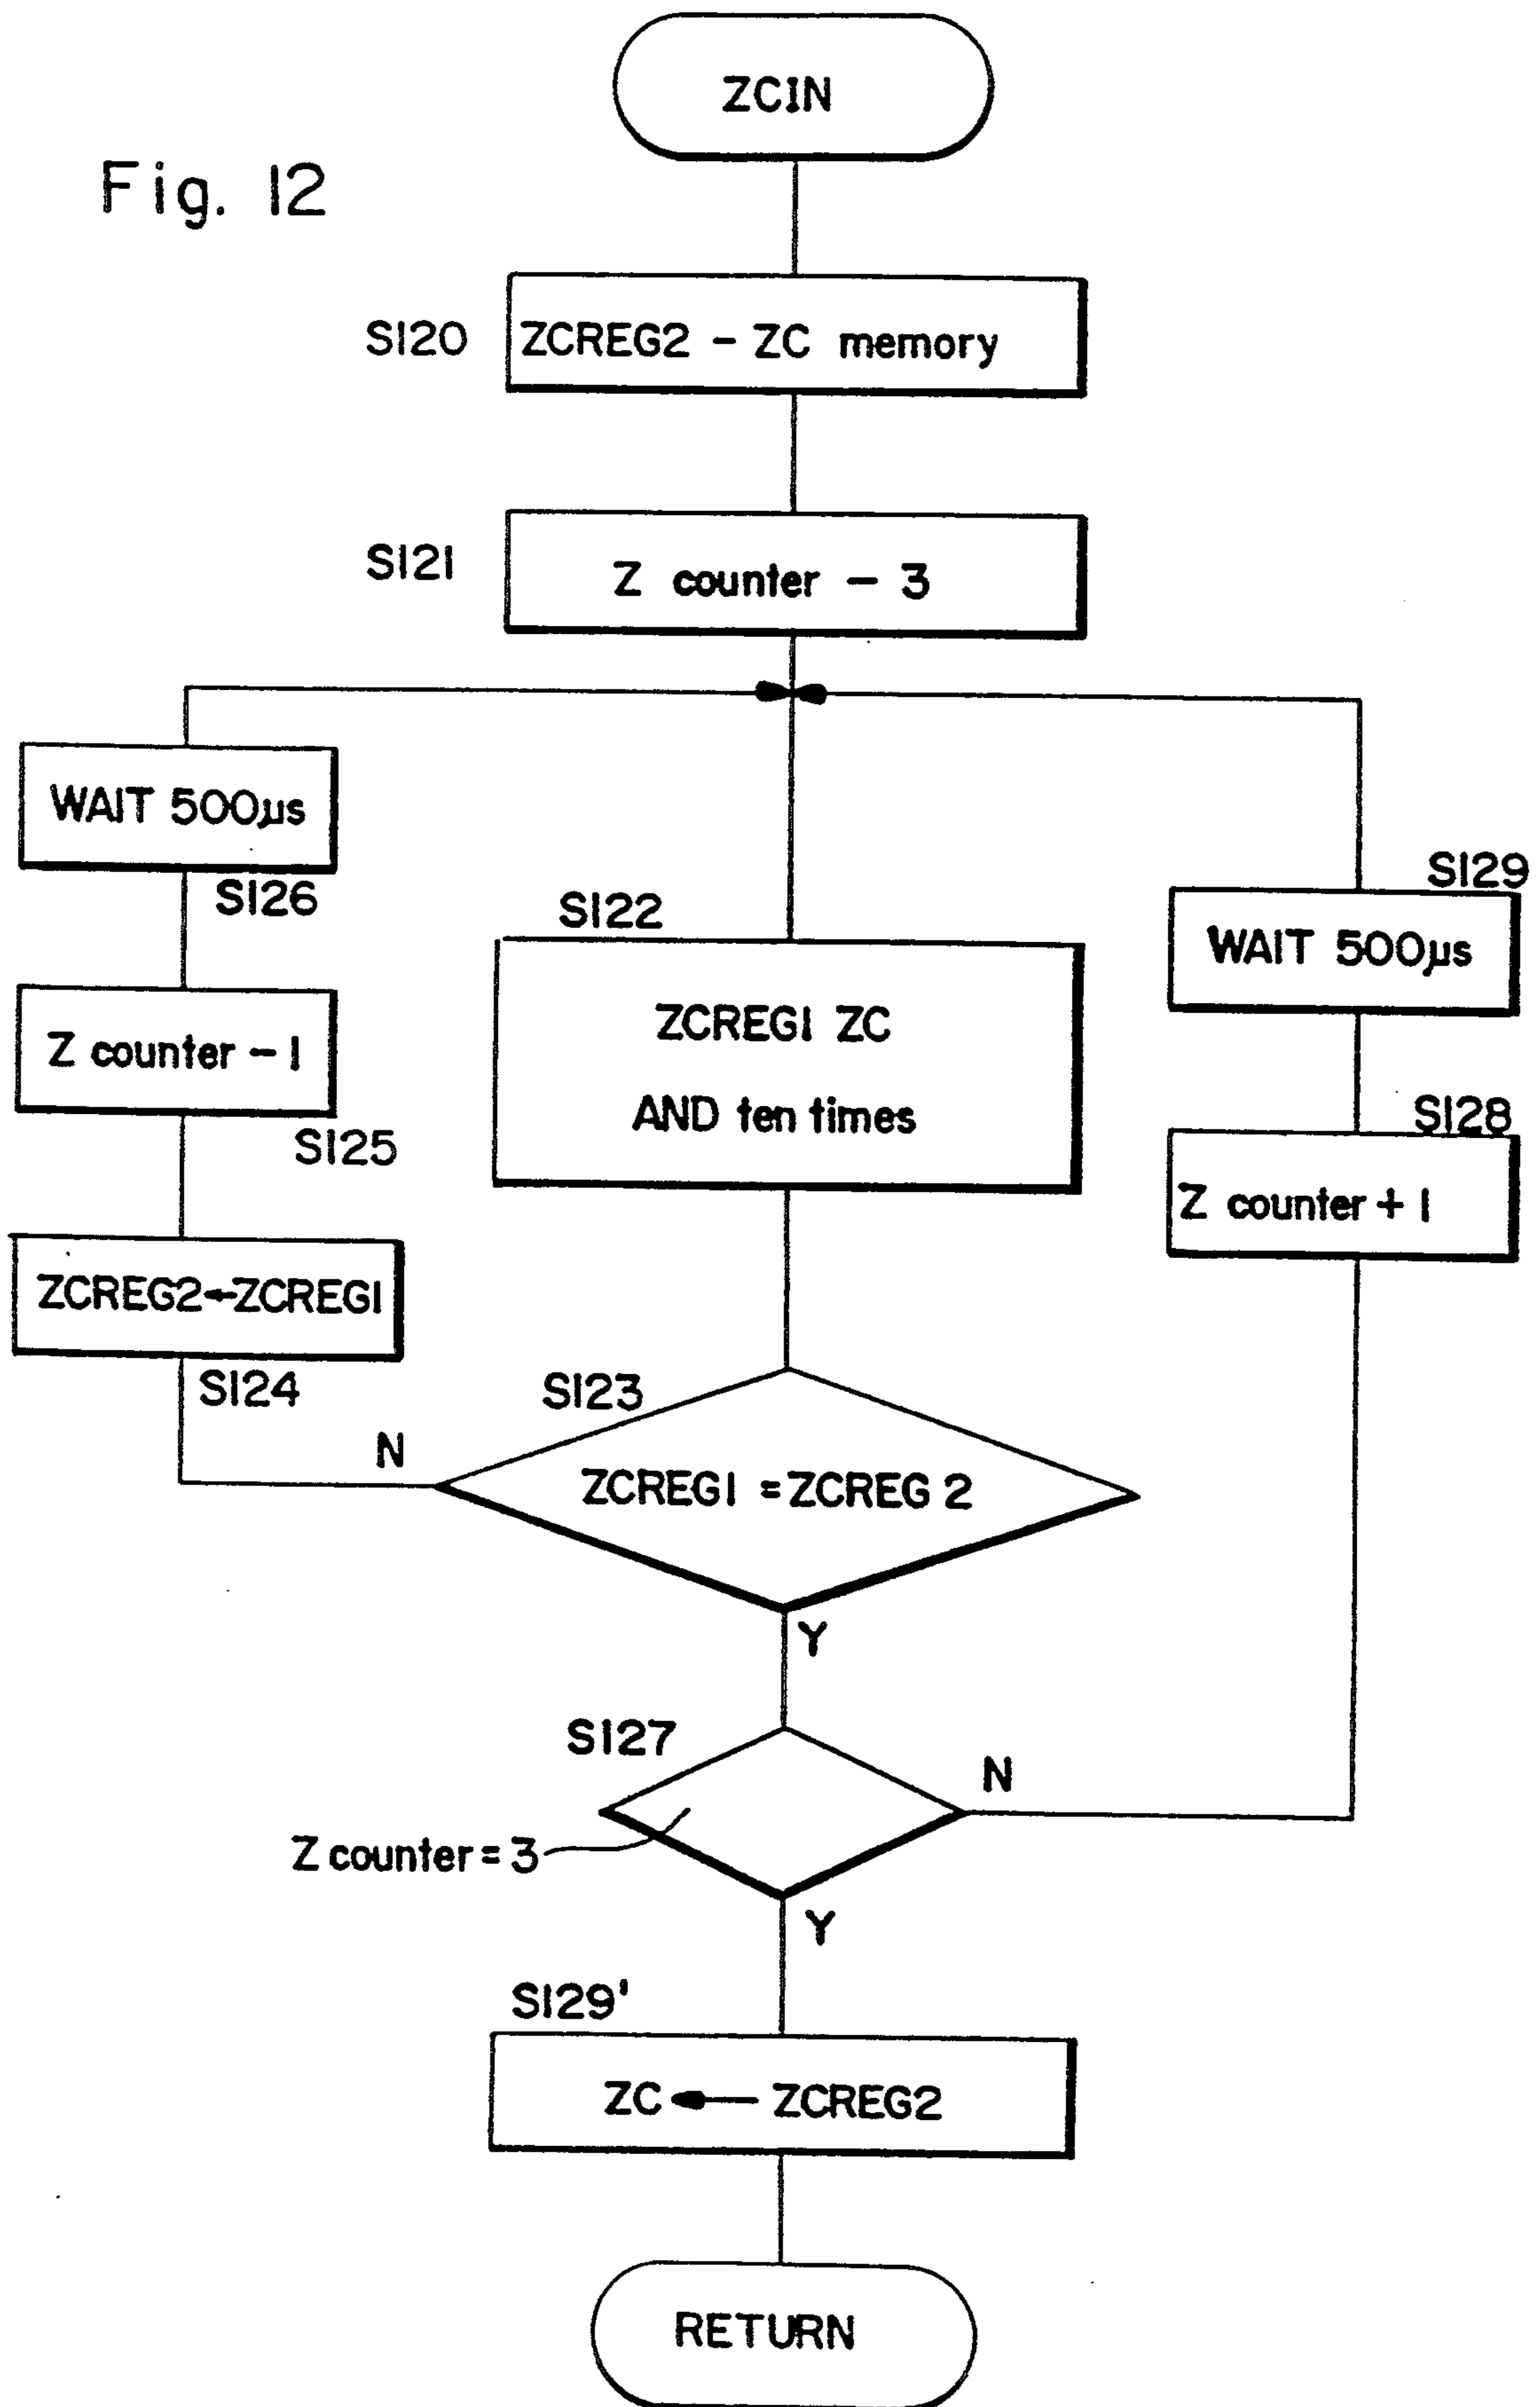 ZCIN
Fig. 12
S120
ZCREG2 - ZC memory
S121
Z counter - 3
WAIT 500μs
S126
S129
WAIT 500μs
S122
ZCREG1 ZC
AND ten times
Z counter - 1
S125
S128
Z counter + 1
ZCREG2←ZCREG1
S124
S123
N
ZCREG1 = ZCREG 2
Y
S127
N
Z counter = 3
Y
S129'
ZC ← ZCREG2
RETURN